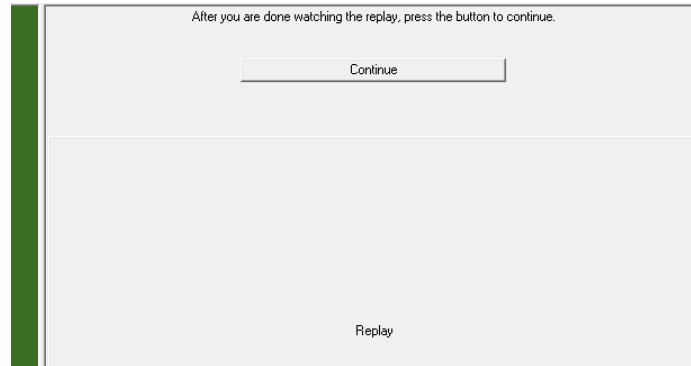 After you are done watching the replay, press the button to continue.
Continue
Replay